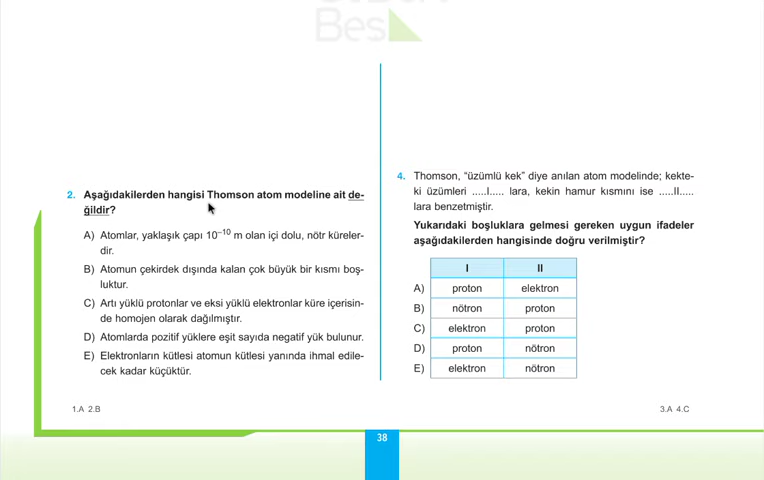 Bes
2. Aşağıdakilerden hangisi Thomson atom modeline ait de-
ğildir?
A) Atomlar, yaklaşık çapı 10⁻¹⁰ m olan içi dolu, nötr küreler-
dir.
B) Atomun çekirdek dışında kalan çok büyük bir kısmı boş-
luktur.
C) Artı yüklü protonlar ve eksi yüklü elektronlar küre içerisin-
de homojen olarak dağılmıştır.
D) Atomlarda pozitif yüklere eşit sayıda negatif yük bulunur.
E) Elektronların kütlesi atomun kütlesi yanında ihmal edile-
cek kadar küçüktür.
1.A 2.B
4. Thomson, “üzümlü kek” diye anılan atom modelinde; kekte-
ki üzümleri .....I..... lara, kekin hamur kısmını ise .....II.....
lara benzetmiştir.
Yukarıdaki boşluklara gelmesi gereken uygun ifadeler
aşağıdakilerden hangisinde doğru verilmiştir?
I II
A) proton elektron
B) nötron proton
C) elektron proton
D) proton nötron
E) elektron nötron
3.A 4.C
38